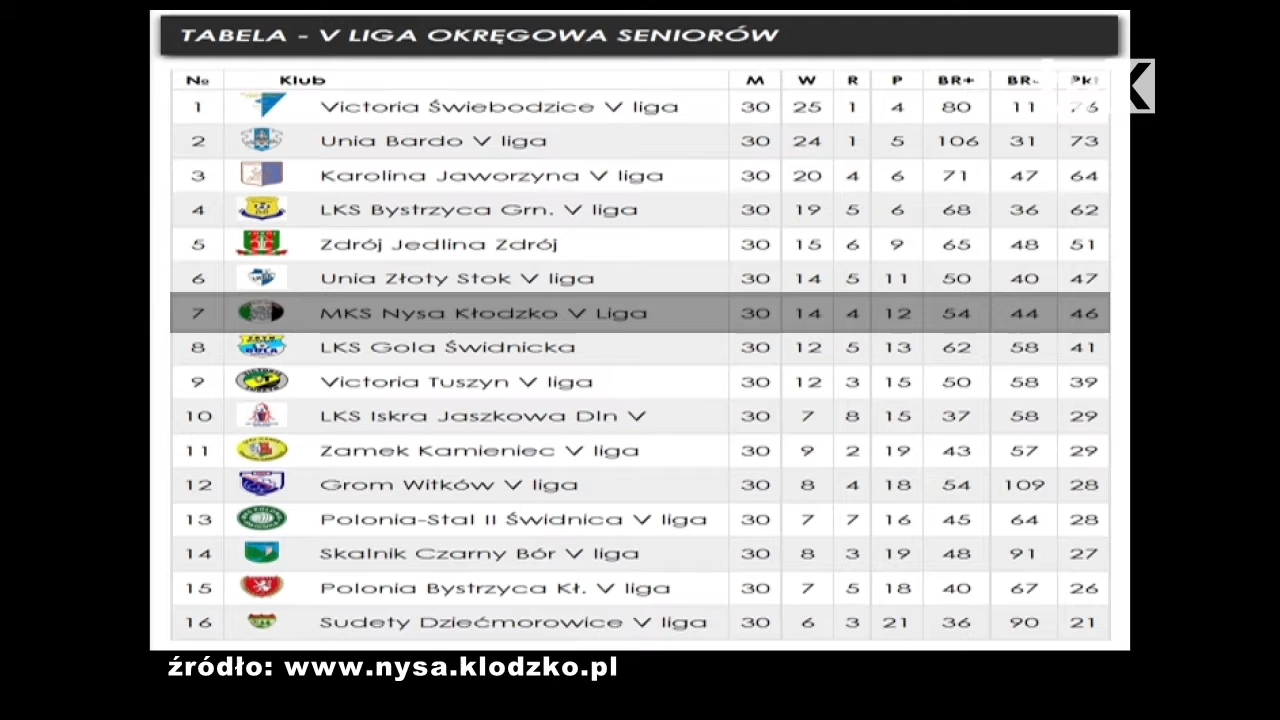 TABELA - V LIGA OKRĘGOWA SENIORÓW
№ Klub M W R P BR+ BR- Pkt
1 Victoria Świebodzice V liga 30 25 1 4 80 11 76
2 Unia Bardo V liga 30 24 1 5 106 31 73
3 Karolina Jaworzyna V liga 30 20 4 6 71 47 64
4 LKS Bystrzyca Grn. V liga 30 19 5 6 68 36 62
5 Zdrój Jedlina Zdrój 30 15 6 9 65 48 51
6 Unia Złoty Stok V liga 30 14 5 11 50 40 47
7 MKS Nysa Kłodzko V Liga 30 14 4 12 54 44 46
8 LKS Gola Świdnicka 30 12 5 13 62 58 41
9 Victoria Tuszyn V liga 30 12 3 15 50 58 39
10 LKS Iskra Jaszkowa Dln V 30 7 8 15 37 58 29
11 Zamek Kamieniec V liga 30 9 2 19 43 57 29
12 Grom Witków V liga 30 8 4 18 54 109 28
13 Polonia-Stal II Świdnica V liga 30 7 7 16 45 64 28
14 Skalnik Czarny Bór V liga 30 8 3 19 48 91 27
15 Polonia Bystrzyca Kł. V liga 30 7 5 18 40 67 26
16 Sudety Dziećmorowice V liga 30 6 3 21 36 90 21
źródło: www.nysa.klodzko.pl